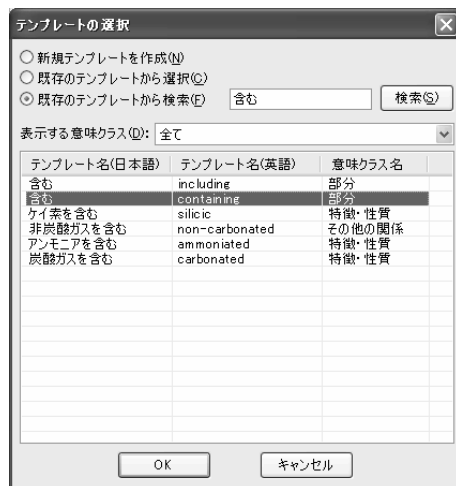 テンプレートの選択
新規テンプレートを作成(N)
既存のテンプレートから選択(C)
既存のテンプレートから検索(F) 含む 検索(S)
表示する意味クラス(D): 全て
テンプレート名(日本語) テンプレート名(英語) 意味クラス名
含む including 部分
含む containing 部分
ケイ素を含む silicic 特徴・性質
非炭酸ガスを含む non-carbonated その他の関係
アンモニアを含む ammoniated 特徴・性質
炭酸ガスを含む carbonated 特徴・性質
OK キャンセル